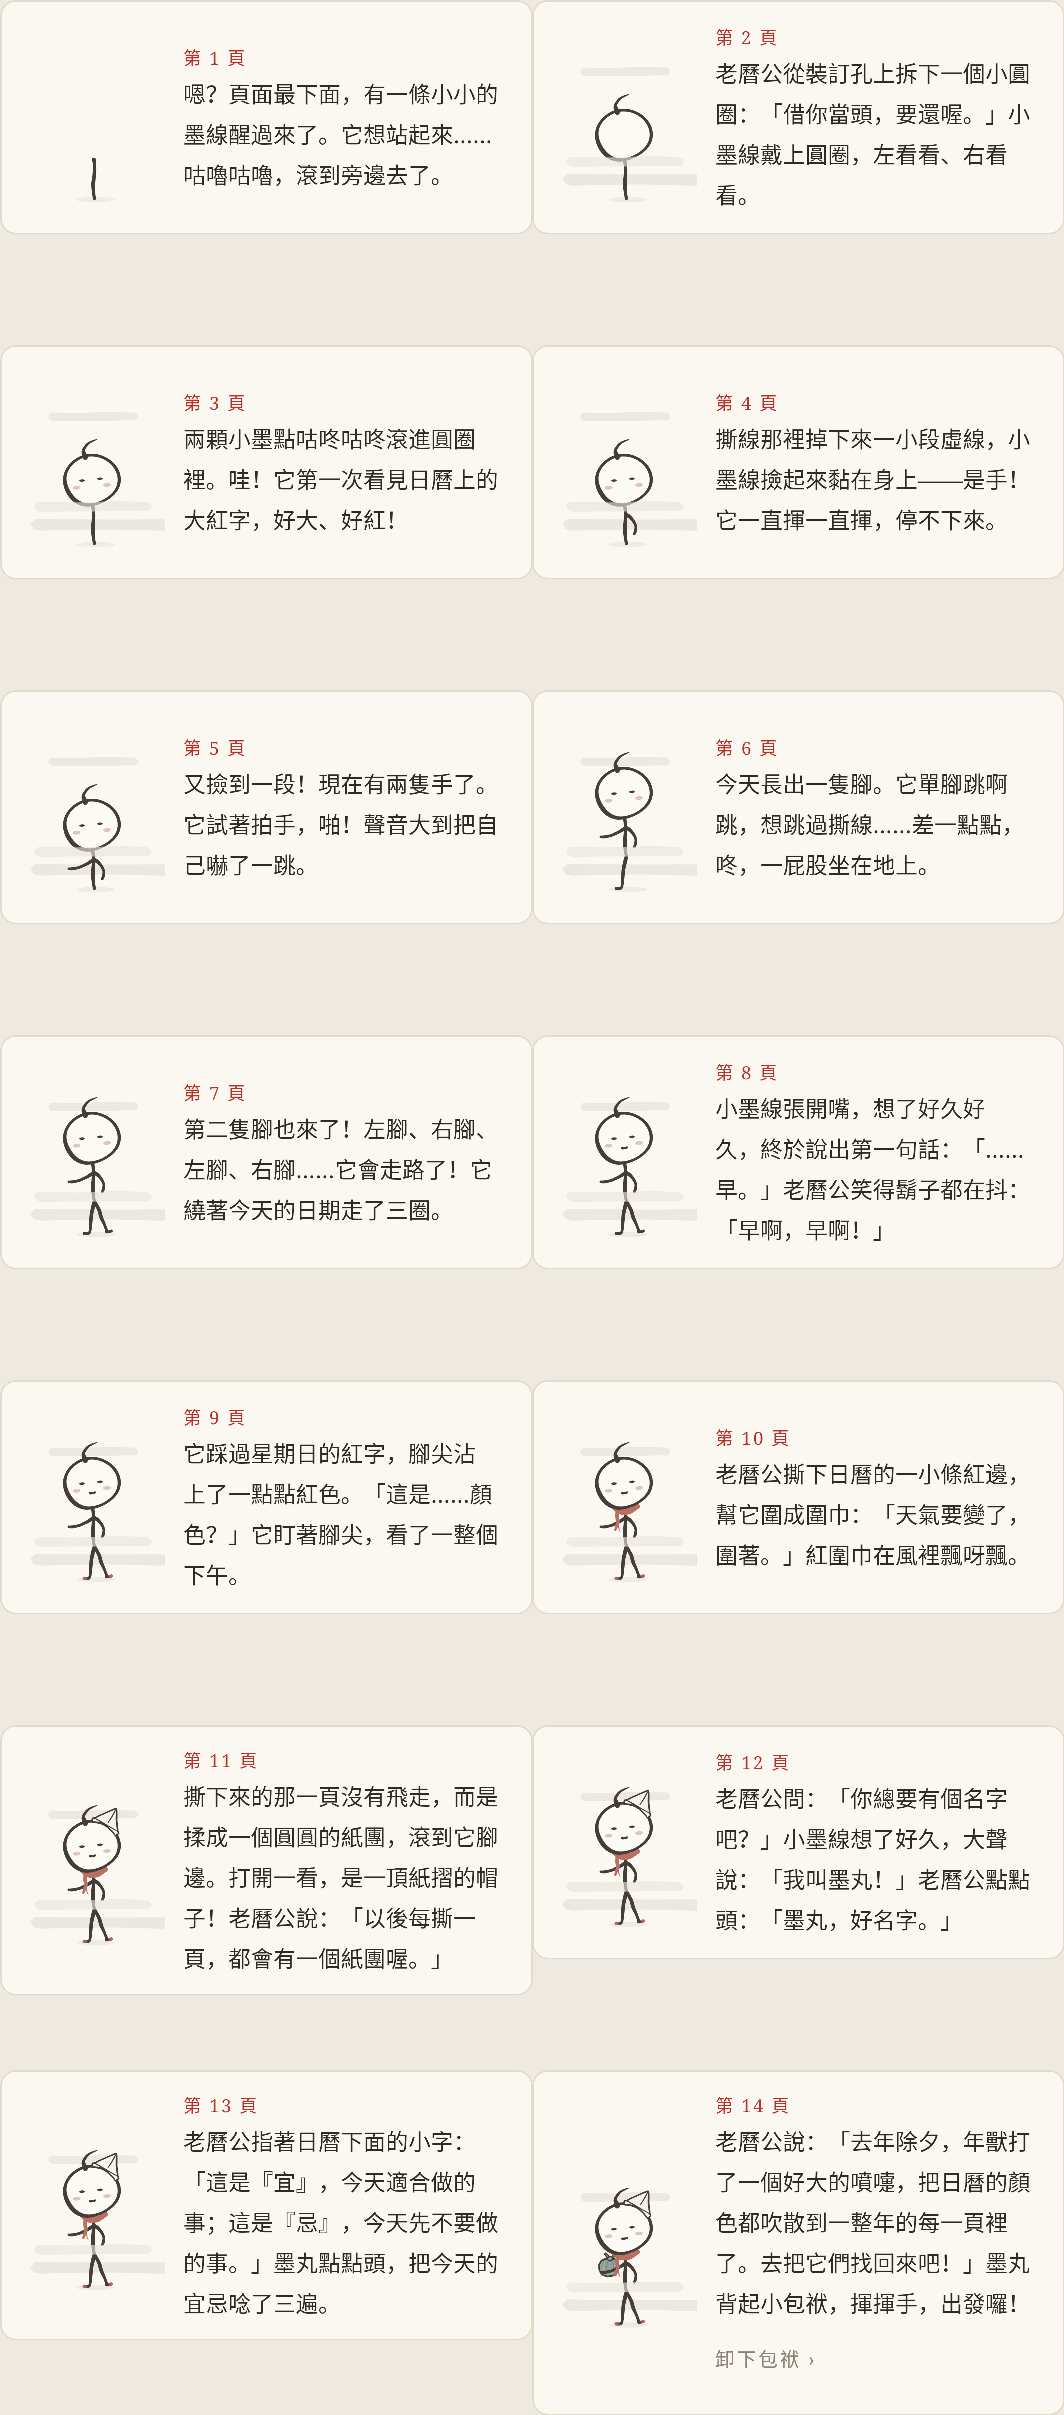 第 1 頁
嗯？頁面最下面，有一條小小的
墨線醒過來了。它想站起來……
咕嚕咕嚕，滾到旁邊去了。
第 2 頁
老曆公從裝訂孔上拆下一個小圓
圈：「借你當頭，要還喔。」小
墨線戴上圓圈，左看看、右看
看。
第 3 頁
兩顆小墨點咕咚咕咚滾進圓圈
裡。哇！它第一次看見日曆上的
大紅字，好大、好紅！
第 4 頁
撕線那裡掉下來一小段虛線，小
墨線撿起來黏在身上——是手！
它一直揮一直揮，停不下來。
第 5 頁
又撿到一段！現在有兩隻手了。
它試著拍手，啪！聲音大到把自
己嚇了一跳。
第 6 頁
今天長出一隻腳。它單腳跳啊
跳，想跳過撕線……差一點點，
咚，一屁股坐在地上。
第 7 頁
第二隻腳也來了！左腳、右腳、
左腳、右腳……它會走路了！它
繞著今天的日期走了三圈。
第 8 頁
小墨線張開嘴，想了好久好
久，終於說出第一句話：「……
早。」老曆公笑得鬍子都在抖：
「早啊，早啊！」
第 9 頁
它踩過星期日的紅字，腳尖沾
上了一點點紅色。「這是……顏
色？」它盯著腳尖，看了一整個
下午。
第 10 頁
老曆公撕下日曆的一小條紅邊，
幫它圍成圍巾：「天氣要變了，
圍著。」紅圍巾在風裡飄呀飄。
第 11 頁
撕下來的那一頁沒有飛走，而是
揉成一個圓圓的紙團，滾到它腳
邊。打開一看，是一頂紙摺的帽
子！老曆公說：「以後每撕一
頁，都會有一個紙團喔。」
第 12 頁
老曆公問：「你總要有個名字
吧？」小墨線想了好久，大聲
說：「我叫墨丸！」老曆公點點
頭：「墨丸，好名字。」
第 13 頁
老曆公指著日曆下面的小字：
「這是『宜』，今天適合做的
事；這是『忌』，今天先不要做
的事。」墨丸點點頭，把今天的
宜忌唸了三遍。
第 14 頁
老曆公說：「去年除夕，年獸打
了一個好大的噴嚏，把日曆的顏
色都吹散到一整年的每一頁裡
了。去把它們找回來吧！」墨丸
背起小包袱，揮揮手，出發囉！
卸下包袱 ›